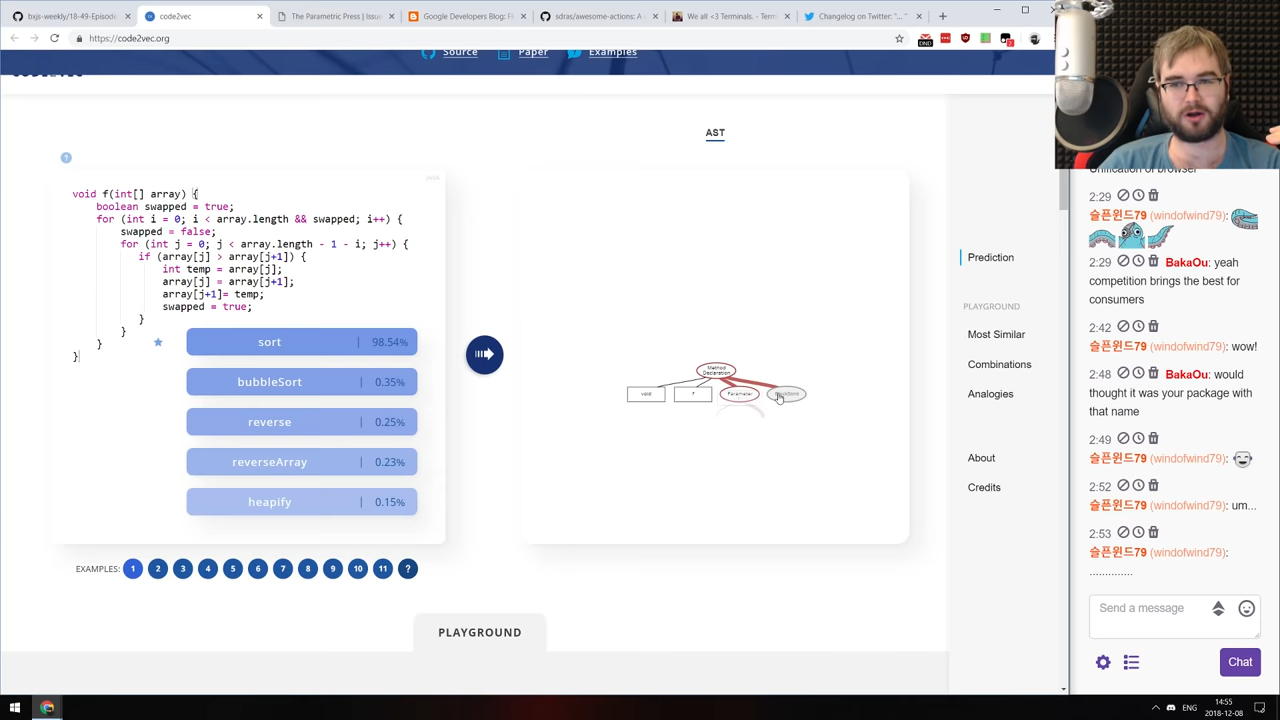 bxjs-weekly/18-49-Episode
code2vec
The Parametric Press | Issue
Google Developers Blog: F
sdras/awesome-actions: A
We all <3 Terminals. - Term
Changelog on Twitter: "...
https://code2vec.org
Source
Paper
Examples
AST
?
JAVA
void f(int[] array) {
boolean swapped = true;
for (int i = 0; i < array.length && swapped; i++) {
swapped = false;
for (int j = 0; j < array.length - 1 - i; j++) {
if (array[j] > array[j+1]) {
int temp = array[j];
array[j] = array[j+1];
array[j+1]= temp;
swapped = true;
}
}
}
}
sort | 98.54%
bubbleSort | 0.35%
reverse | 0.25%
reverseArray | 0.23%
heapify | 0.15%
Method
Declaration
void
f
Parameter
EXAMPLES: 1 2 3 4 5 6 7 8 9 10 11 ?
PLAYGROUND
Prediction
PLAYGROUND
Most Similar
Combinations
Analogies
About
Credits
Unification of browser
2:29
슬픈윈드79 (windofwind79):
2:29
BakaOu: yeah
competition brings the best for
consumers
2:42
슬픈윈드79 (windofwind79): wow!
2:48 BakaOu: would
thought it was your package with
that name
2:49
슬픈윈드79 (windofwind79):
2:52
슬픈윈드79 (windofwind79): um...
2:53
슬픈윈드79 (windofwind79):
..............
Send a message
Chat
ENG
14:55
2018-12-08